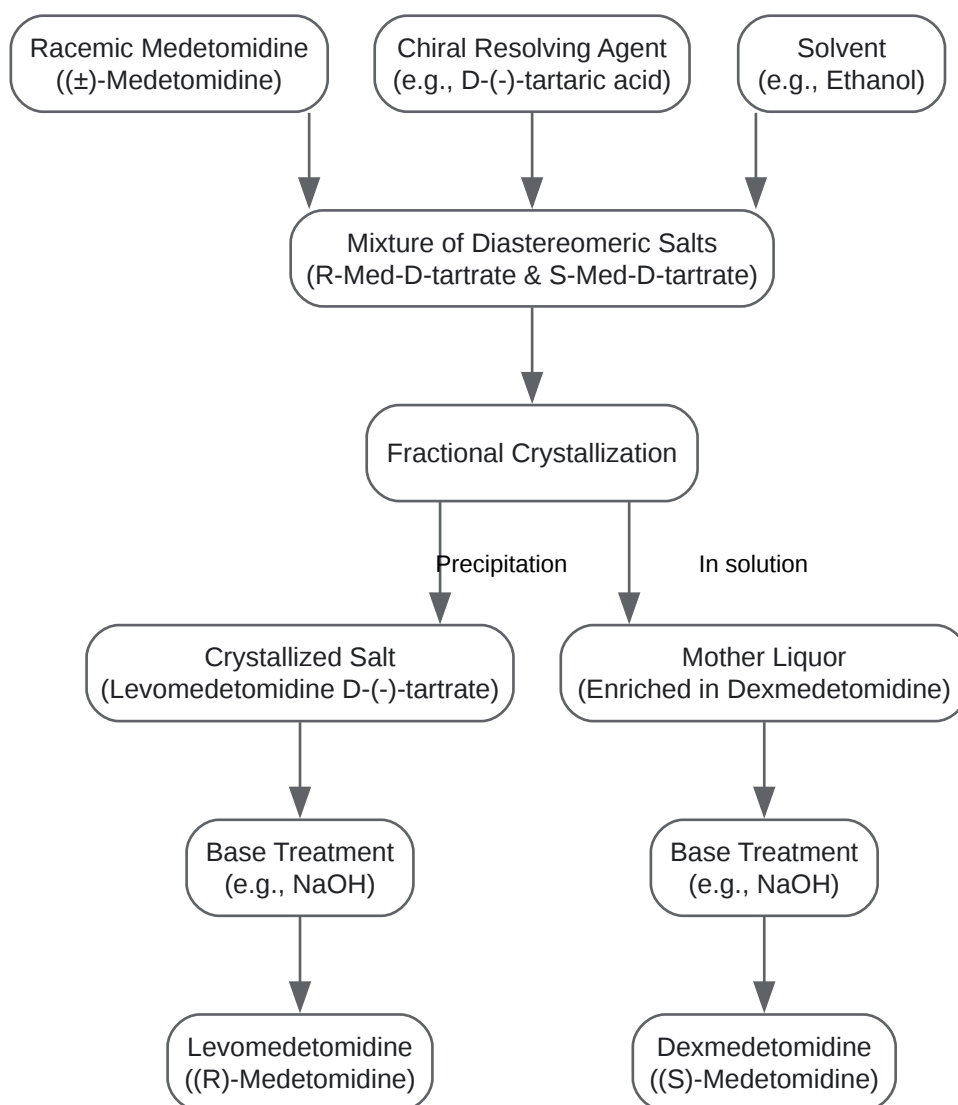 Racemic Medetomidine
((±)-Medetomidine)
Chiral Resolving Agent
(e.g., D-(-)-tartaric acid)
Solvent
(e.g., Ethanol)
Mixture of Diastereomeric Salts
(R-Med-D-tartrate & S-Med-D-tartrate)
Fractional Crystallization
Precipitation
In solution
Crystallized Salt
(Levomedetomidine D-(-)-tartrate)
Mother Liquor
(Enriched in Dexmedetomidine)
Base Treatment
(e.g., NaOH)
Base Treatment
(e.g., NaOH)
Levomedetomidine
((R)-Medetomidine)
Dexmedetomidine
((S)-Medetomidine)